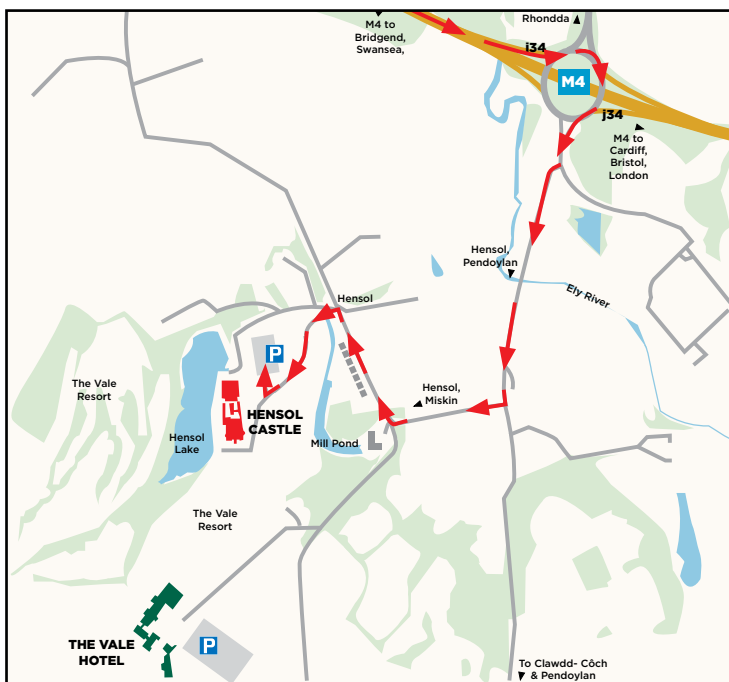 Rhondda
M4 to
Bridgend,
Swansea,
j34
M4
j34
M4 to
Cardiff,
Bristol,
London
Hensol,
Pendoylan
Ely River
Hensol
P
The Vale
Resort
Hensol,
Miskin
HENSOL
CASTLE
Hensol
Lake
Mill Pond
The Vale
Resort
THE VALE
HOTEL
P
To Clawdd- Côch
& Pendoylan